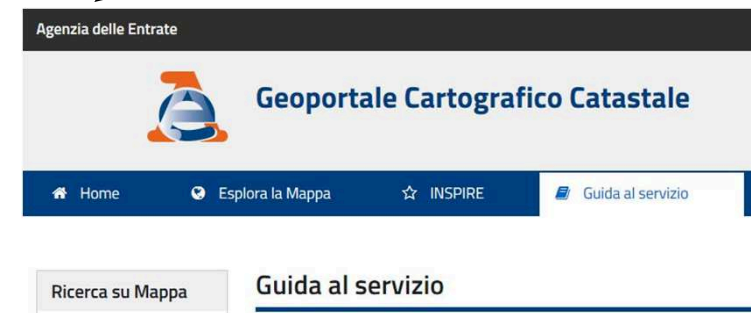 Agenzia delle Entrate
Geoportale Cartografico Catastale
Home Esplora la Mappa INSPIRE Guida al servizio
Ricerca su Mappa Guida al servizio